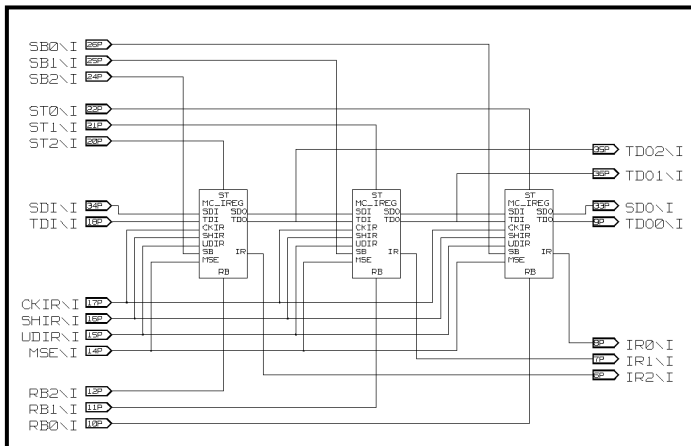 SB0\I 26P
SB1\I 25P
SB2\I 24P
ST0\I 22P
ST1\I 21P
ST2\I 20P
35P TDO2\I
36P TDO1\I
SDI\I 34P
TDI\I 18P
33P SDO\I
9P TDO0\I
ST
MC_IREG
SDI SDO
TDI TDO
CKIR
SHIR
UDIR
SB IR
MSE
RB
ST
MC_IREG
SDI SDO
TDI TDO
CKIR
SHIR
UDIR
SB IR
MSE
RB
ST
MC_IREG
SDI SDO
TDI TDO
CKIR
SHIR
UDIR
SB IR
MSE
RB
CKIR\I 17P
SHIR\I 16P
UDIR\I 15P
MSE\I 14P
8P IR0\I
7P IR1\I
6P IR2\I
RB2\I 12P
RB1\I 11P
RB0\I 10P